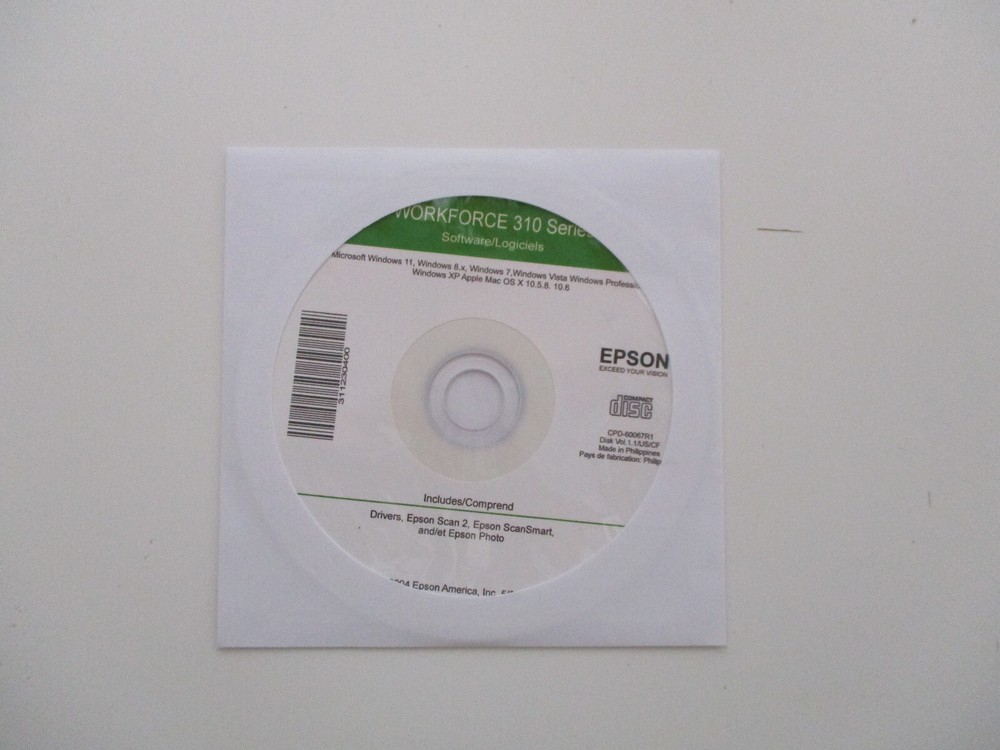 WORKFORCE 310 Series
Software/Logiciels
Microsoft Windows 11, Windows 8.x, Windows 7,Windows Vista Windows
Windows XP Apple Mac OS X 10.5.8. 10.6
311230400
EPSON
EXCEED YOUR VISION
COMPACT
disc
CPD-60067R1
Disk Vol.1.1/US/CF
Made in Philippines
Pays de fabrication: Philip
Includes/Comprend
Drivers, Epson Scan 2, Epson ScanSmart,
and/et Epson Photo
Epson America, Inc.